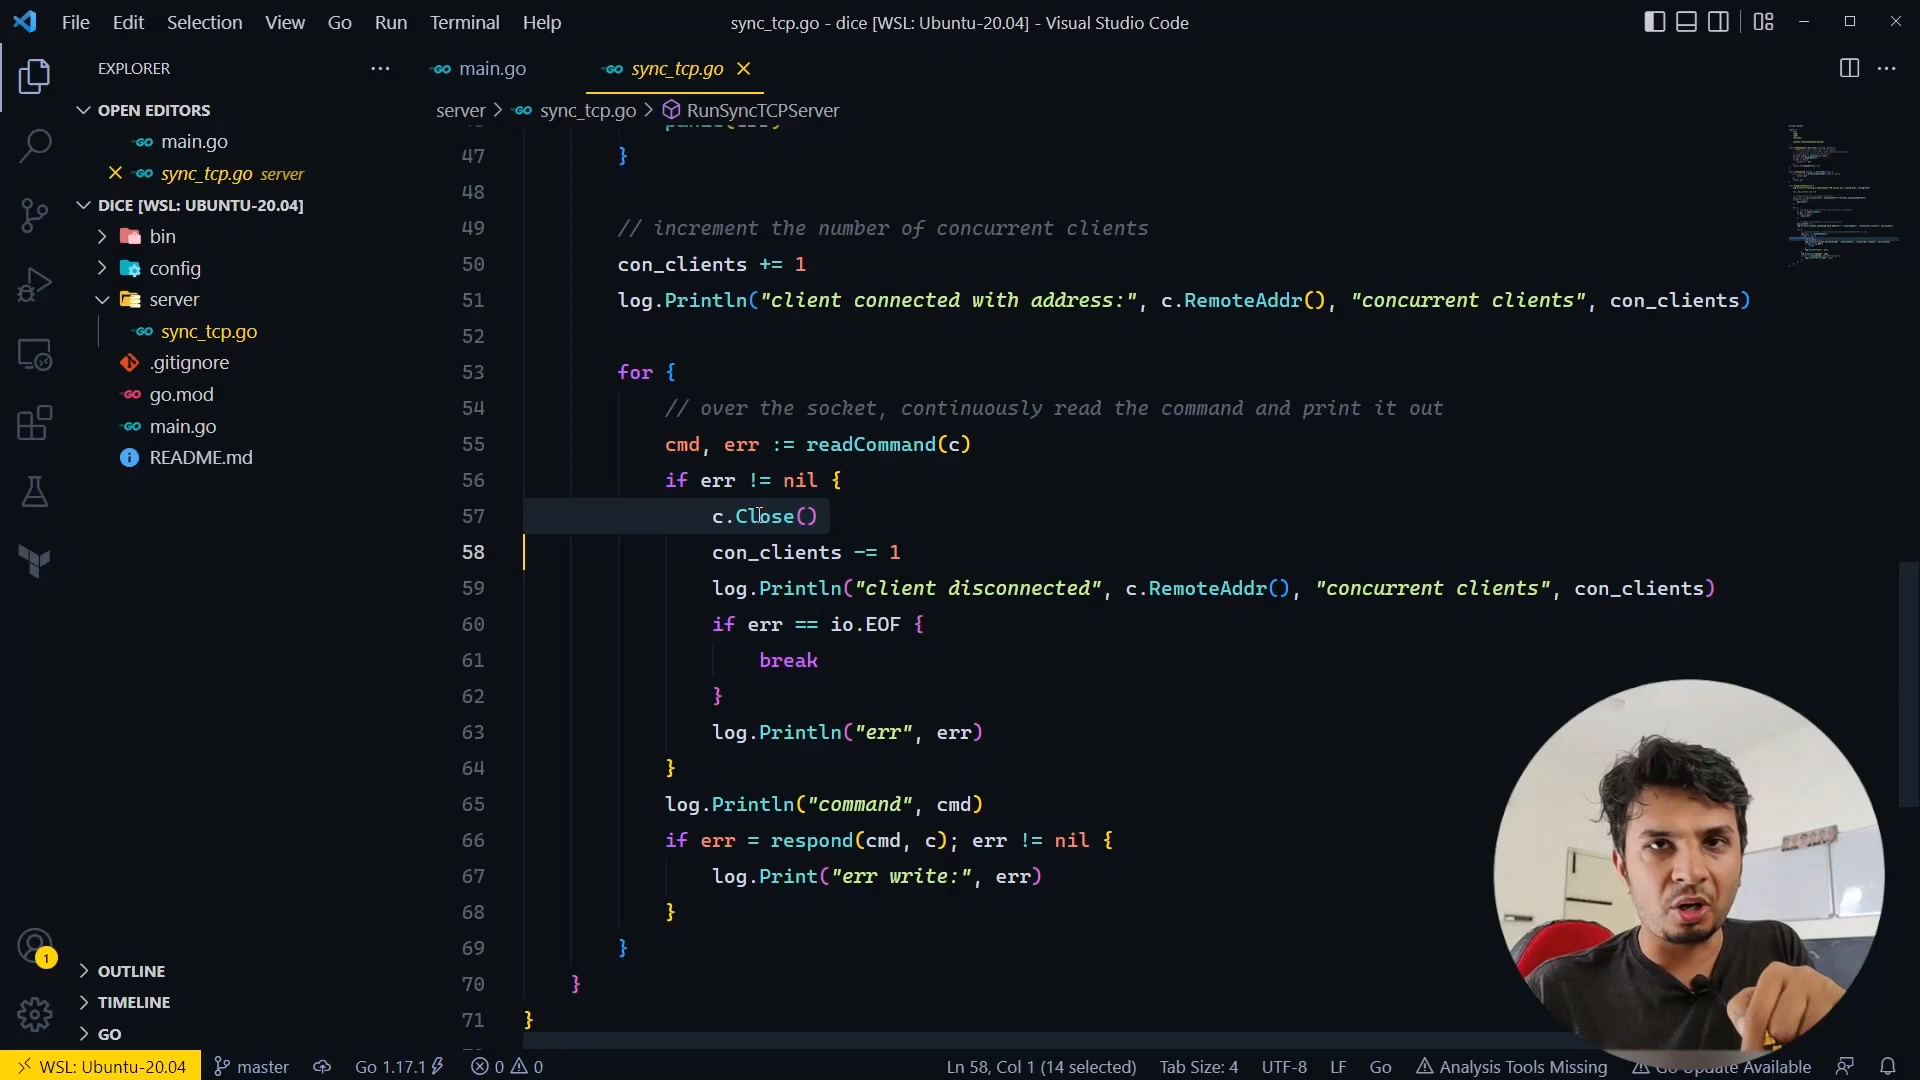 File Edit Selection View Go Run Terminal Help
sync_tcp.go - dice [WSL: Ubuntu-20.04] - Visual Studio Code
EXPLORER
OPEN EDITORS
main.go
sync_tcp.go server
DICE [WSL: UBUNTU-20.04]
bin
config
server
sync_tcp.go
.gitignore
go.mod
main.go
README.md
OUTLINE
TIMELINE
GO
main.go sync_tcp.go
server > sync_tcp.go > RunSyncTCPServer
47 }
48
49 // increment the number of concurrent clients
50 con_clients += 1
51 log.Println("client connected with address:", c.RemoteAddr(), "concurrent clients", con_clients)
52
53 for {
54 // over the socket, continuously read the command and print it out
55 cmd, err := readCommand(c)
56 if err != nil {
57 c.Close()
58 con_clients -= 1
59 log.Println("client disconnected", c.RemoteAddr(), "concurrent clients", con_clients)
60 if err == io.EOF {
61 break
62 }
63 log.Println("err", err)
64 }
65 log.Println("command", cmd)
66 if err = respond(cmd, c); err != nil {
67 log.Print("err write:", err)
68 }
69 }
70 }
71 }
1
WSL: Ubuntu-20.04 master Go 1.17.1 0 0 Ln 58, Col 1 (14 selected) Tab Size: 4 UTF-8 LF Go Analysis Tools Missing Go Update Available